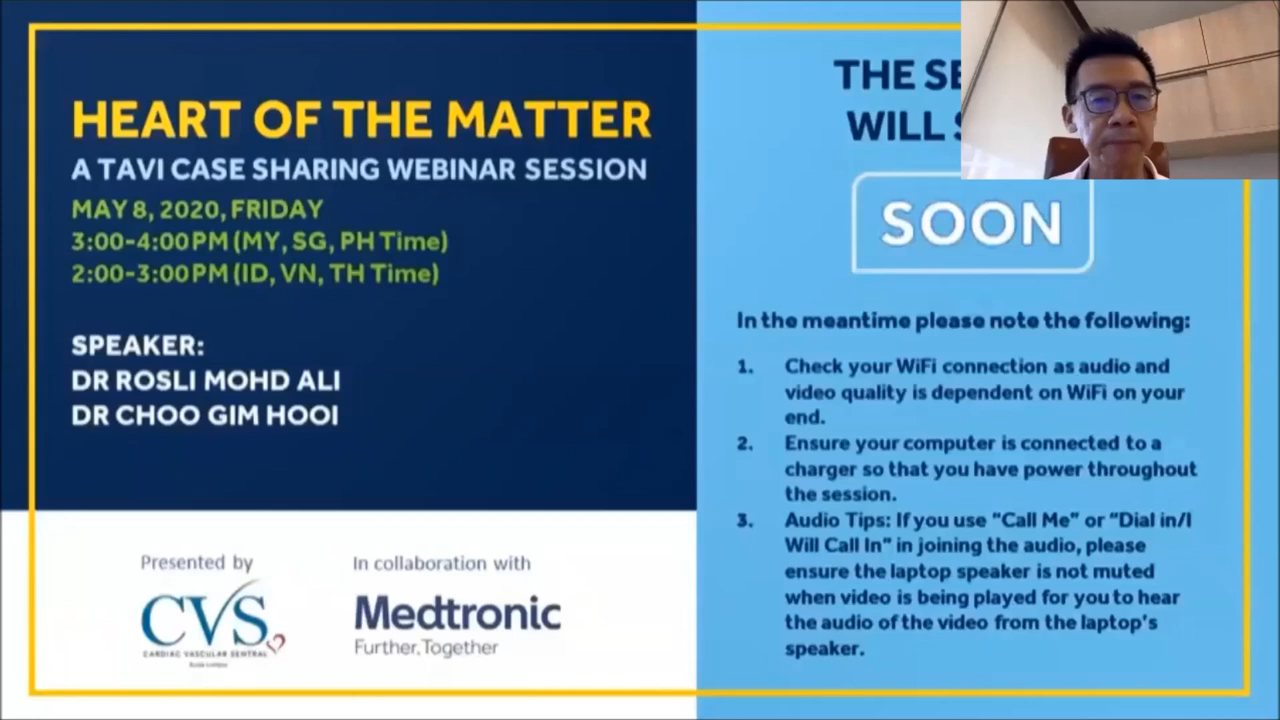 HEART OF THE MATTER
A TAVI CASE SHARING WEBINAR SESSION
MAY 8, 2020, FRIDAY
3:00-4:00PM (MY, SG, PH Time)
2:00-3:00PM (ID, VN, TH Time)
SPEAKER:
DR ROSLI MOHD ALI
DR CHOO GIM HOOI
Presented by
CVS
CARDIAC VASCULAR SENTRAL
Kuala Lumpur
In collaboration with
Medtronic
Further, Together
THE SE
WILL S
SOON
In the meantime please note the following:
1. Check your WiFi connection as audio and
video quality is dependent on WiFi on your
end.
2. Ensure your computer is connected to a
charger so that you have power throughout
the session.
3. Audio Tips: If you use "Call Me" or "Dial in/I
Will Call In" in joining the audio, please
ensure the laptop speaker is not muted
when video is being played for you to hear
the audio of the video from the laptop's
speaker.